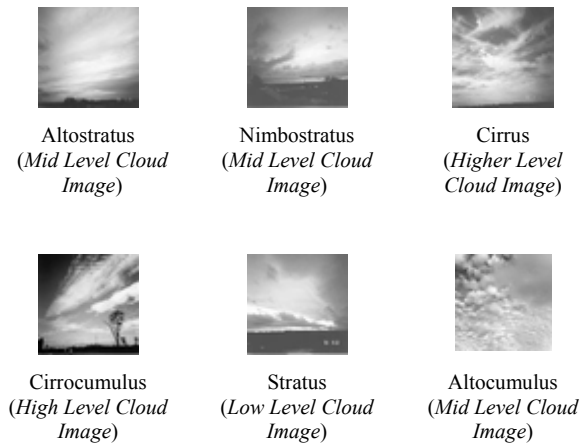 Altostratus
(Mid Level Cloud
Image)
Nimbostratus
(Mid Level Cloud
Image)
Cirrus
(Higher Level
Cloud Image)
Cirrocumulus
(High Level Cloud
Image)
Stratus
(Low Level Cloud
Image)
Altocumulus
(Mid Level Cloud
Image)